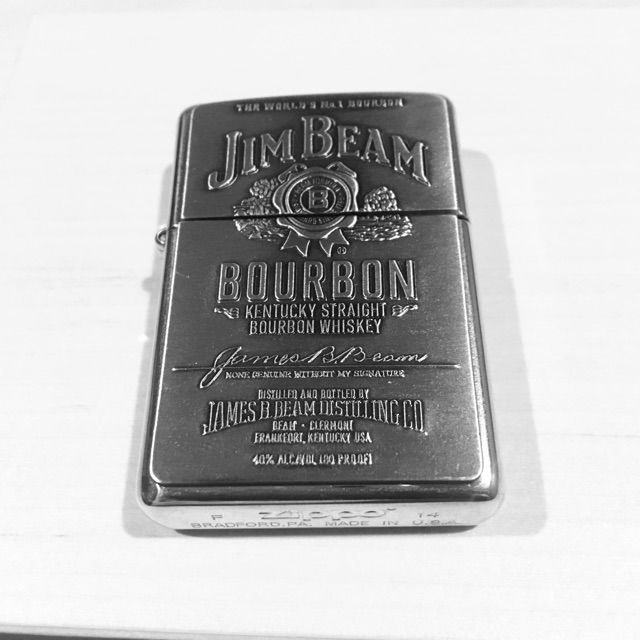 THE WORLD'S No.1 BOURBON
JIM BEAM
B
®
BOURBON
KENTUCKY STRAIGHT
BOURBON WHISKEY
James B. Beam
NONE GENUINE WITHOUT MY SIGNATURE
DISTILLED AND BOTTLED BY
JAMES B. BEAM DISTILLING CO
BEAM · CLERMONT
FRANKFORT, KENTUCKY USA
40% ALC/VOL (80 PROOF)
F Zippo 14
BRADFORD, PA. MADE IN U.S.A.